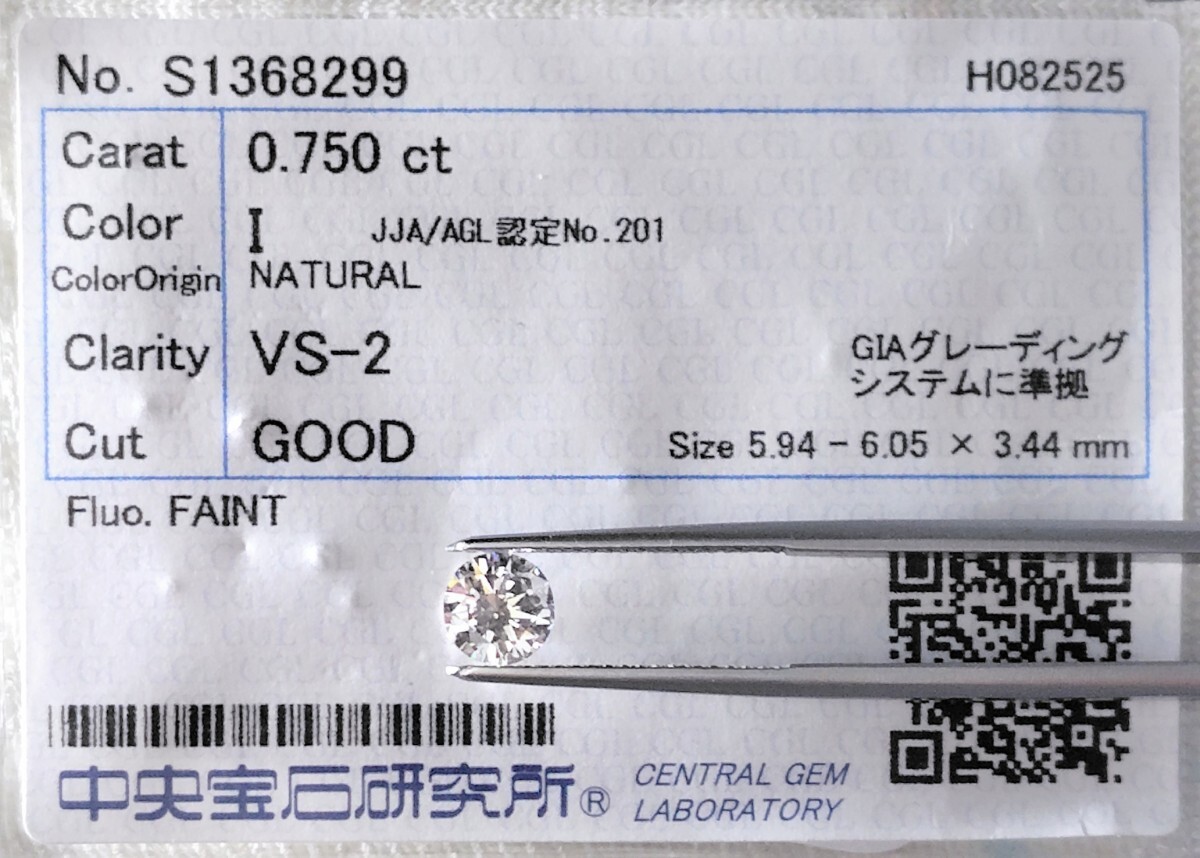 No. S1368299 H082525
Carat 0.750 ct
Color I JJA/AGL認定No.201
ColorOrigin NATURAL
Clarity VS-2 GIAグレーディング
システムに準拠
Cut GOOD Size 5.94 - 6.05 × 3.44 mm
Fluo. FAINT
中央宝石研究所® CENTRAL GEM
LABORATORY